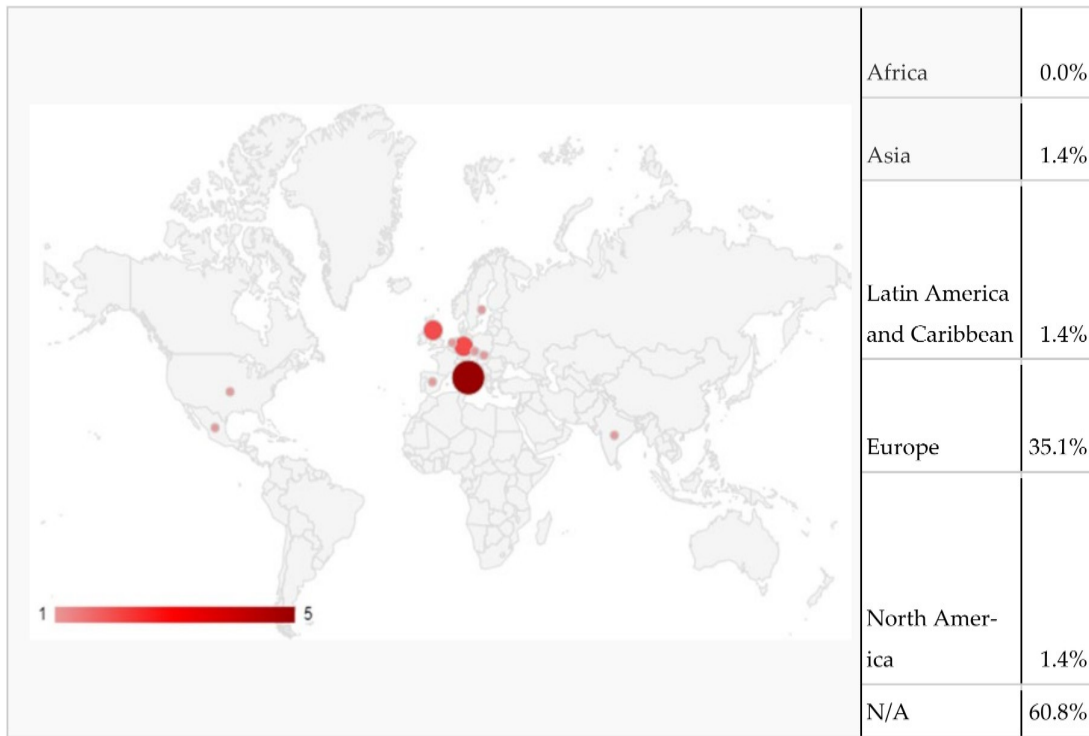 Africa 0.0%
Asia 1.4%
Latin America
and Caribbean 1.4%
Europe 35.1%
1 5
North Amer-
ica 1.4%
N/A 60.8%